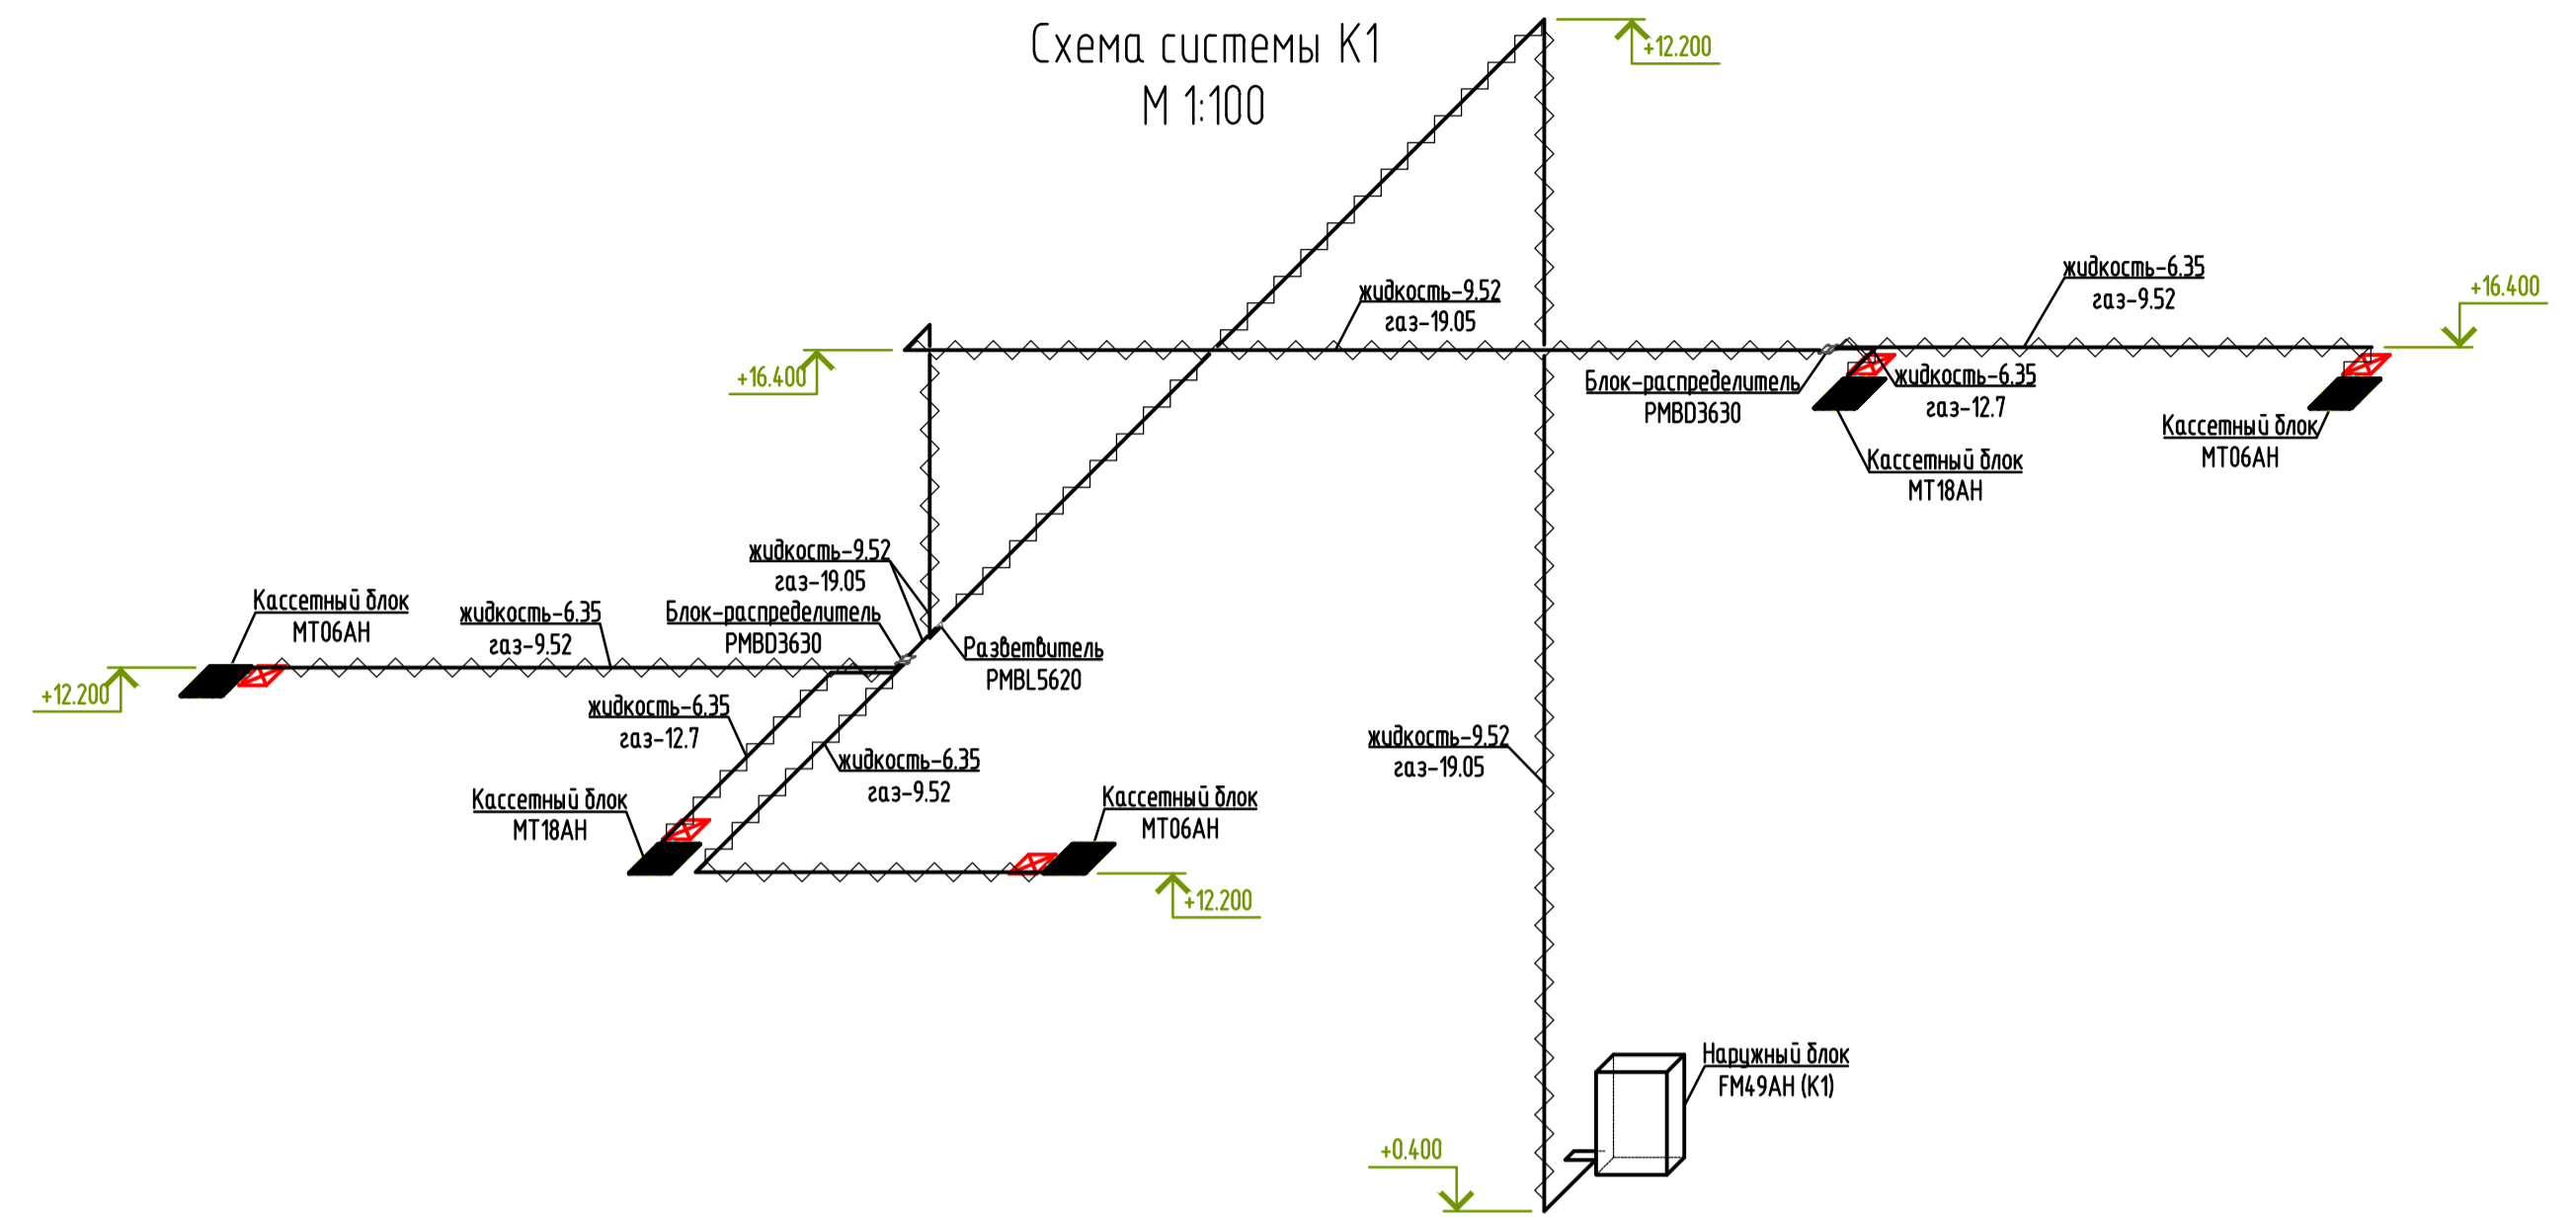 Схема системы К1
М 1:100
+12.200
жидкость-6.35
газ-9.52
+16.400
жидкость-9.52
газ-19.05
+16.400
Блок-распределитель
PMBD3630
жидкость-6.35
газ-12.7
Кассетный блок
MT06AH
Кассетный блок
MT18AH
жидкость-9.52
газ-19.05
Кассетный блок
MT06AH
жидкость-6.35
газ-9.52
Блок-распределитель
PMBD3630
Разветвитель
PMBL5620
+12.200
жидкость-6.35
газ-12.7
жидкость-9.52
газ-19.05
жидкость-6.35
газ-9.52
Кассетный блок
MT18AH
Кассетный блок
MT06AH
+12.200
Наружный блок
FM49AH (К1)
+0.400